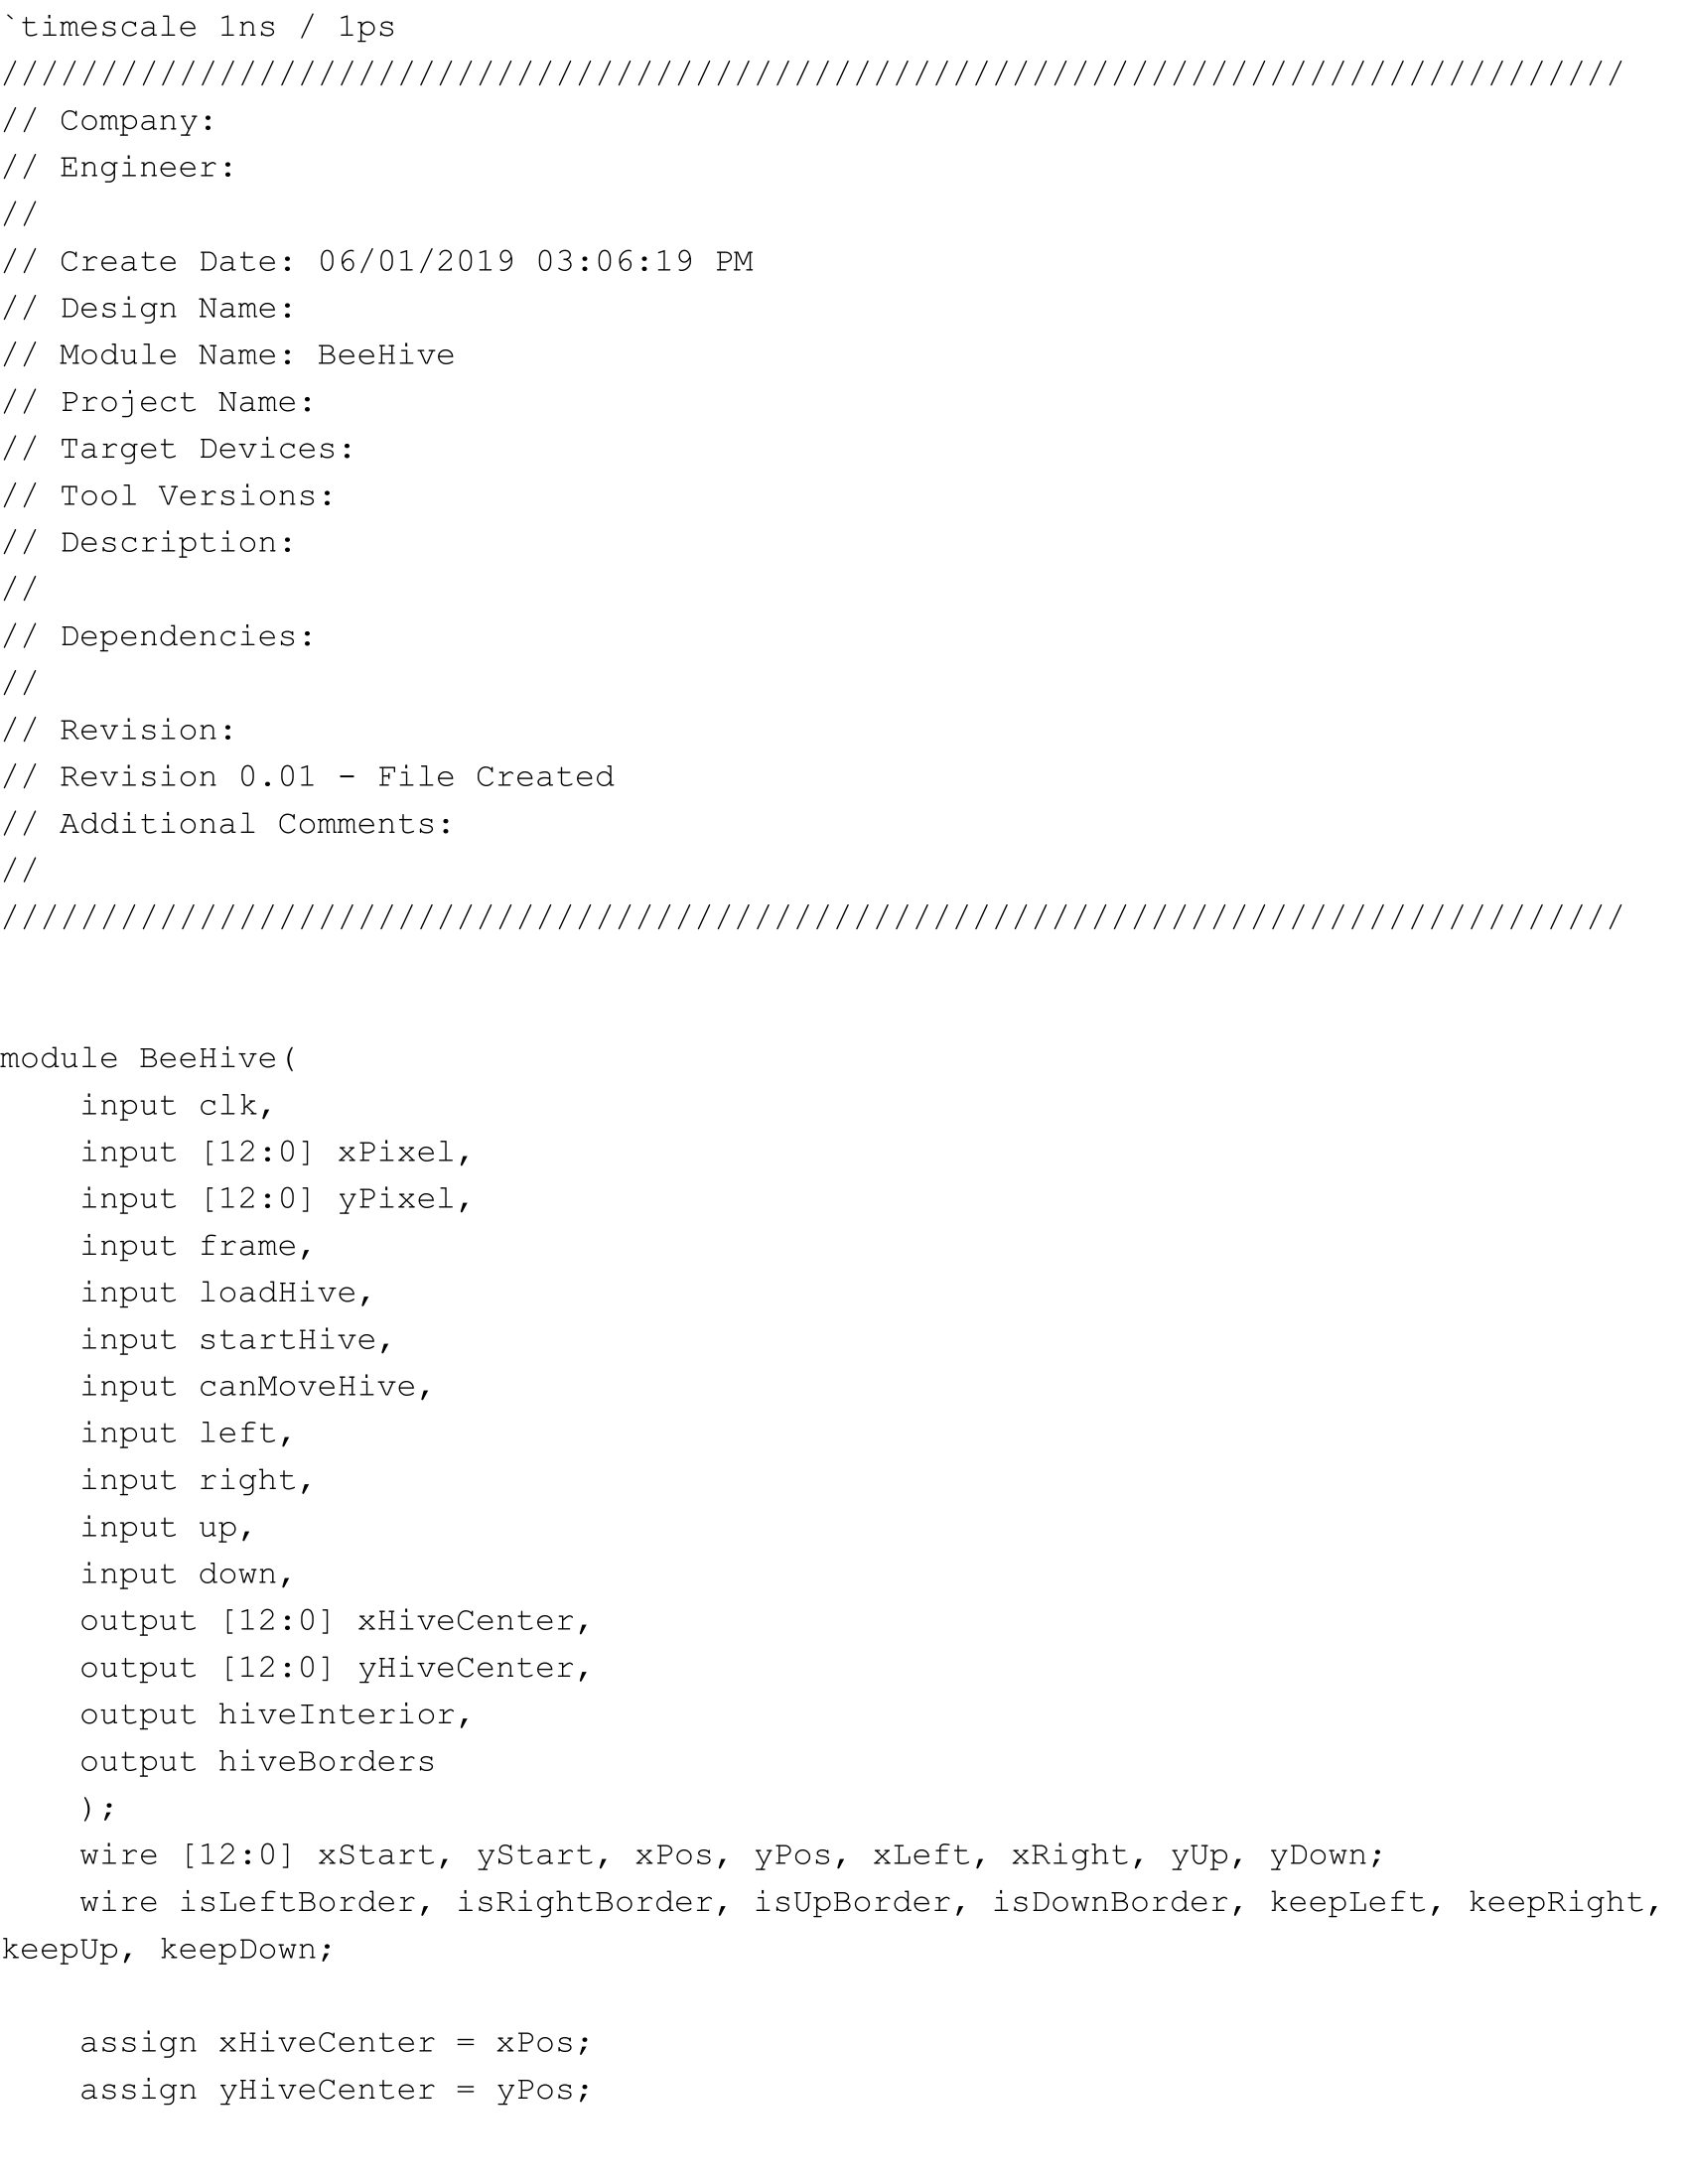 `timescale 1ns / 1ps
//////////////////////////////////////////////////////////////////////////////////
// Company:
// Engineer:
//
// Create Date: 06/01/2019 03:06:19 PM
// Design Name:
// Module Name: BeeHive
// Project Name:
// Target Devices:
// Tool Versions:
// Description:
//
// Dependencies:
//
// Revision:
// Revision 0.01 - File Created
// Additional Comments:
//
//////////////////////////////////////////////////////////////////////////////////
module BeeHive(
    input clk,
    input [12:0] xPixel,
    input [12:0] yPixel,
    input frame,
    input loadHive,
    input startHive,
    input canMoveHive,
    input left,
    input right,
    input up,
    input down,
    output [12:0] xHiveCenter,
    output [12:0] yHiveCenter,
    output hiveInterior,
    output hiveBorders
    );
    wire [12:0] xStart, yStart, xPos, yPos, xLeft, xRight, yUp, yDown;
    wire isLeftBorder, isRightBorder, isUpBorder, isDownBorder, keepLeft, keepRight,
keepUp, keepDown;
    assign xHiveCenter = xPos;
    assign yHiveCenter = yPos;